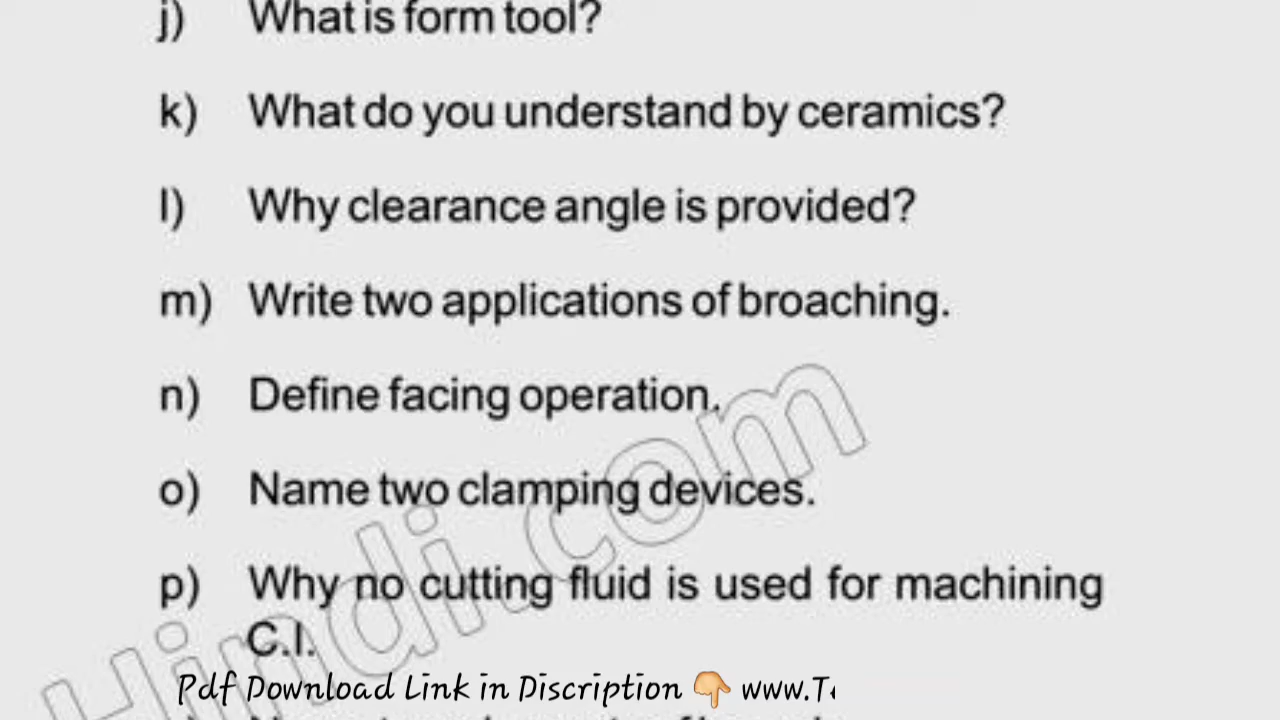 j) What is form tool?
k) What do you understand by ceramics?
l) Why clearance angle is provided?
m) Write two applications of broaching.
n) Define facing operation.
o) Name two clamping devices.
p) Why no cutting fluid is used for machining
C.I.
Hindi.com
Pdf Download Link in Discription 👇 www.T